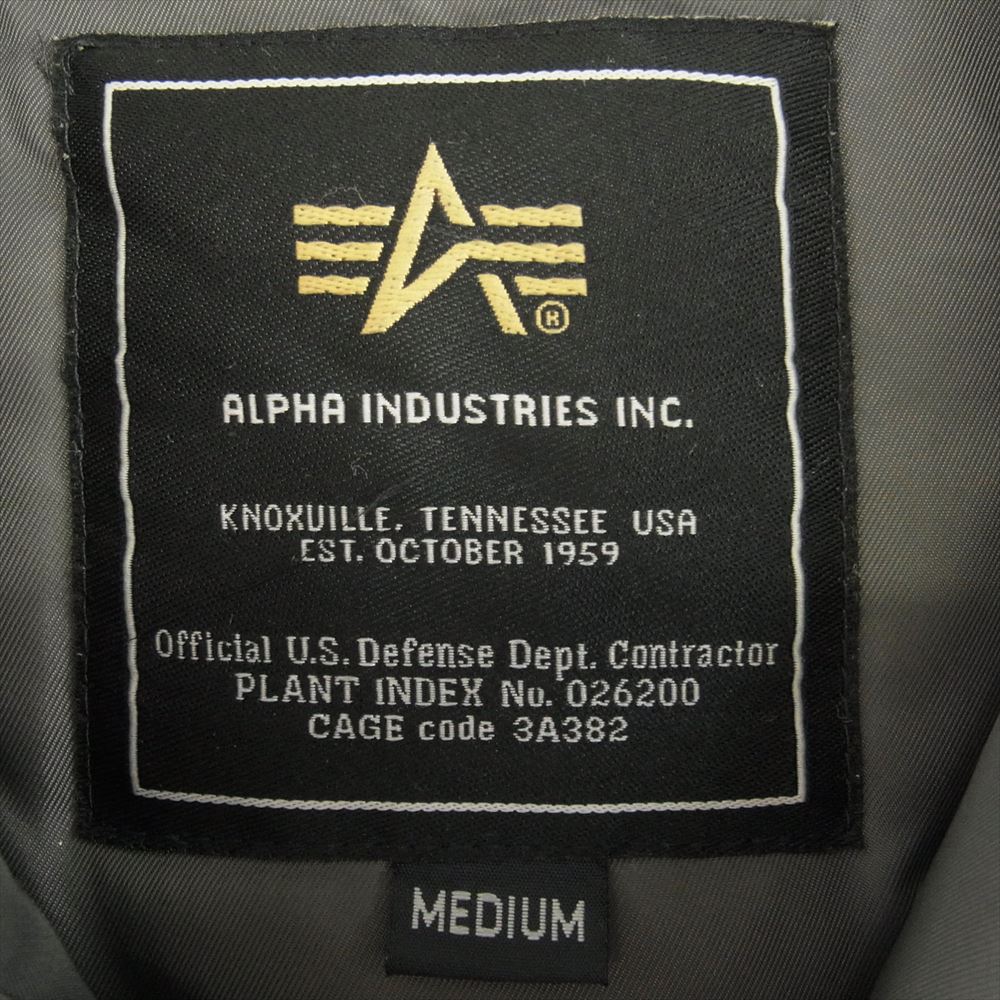 ®
ALPHA INDUSTRIES INC.
KNOXVILLE, TENNESSEE USA
EST. OCTOBER 1959
Official U.S. Defense Dept. Contractor
PLANT INDEX No. 026200
CAGE code 3A382
MEDIUM